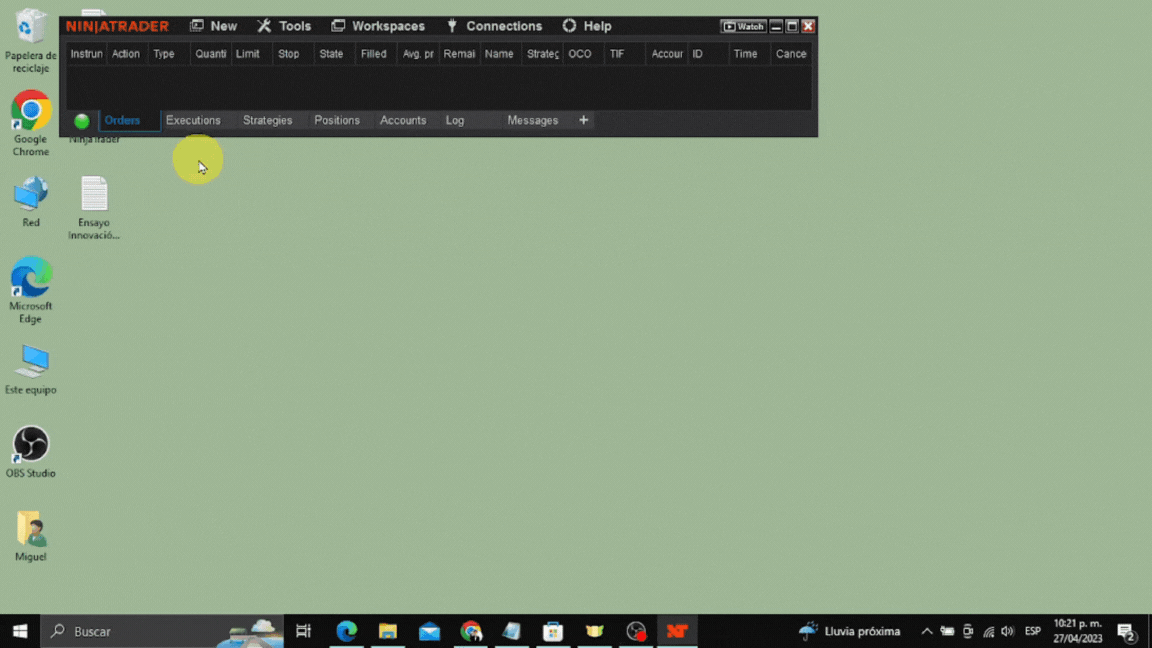 NINJATRADER New Tools Workspaces Connections Help Watch
Instrun Action Type Quanti Limit Stop State Filled Avg. pr Remai Name Strateg OCO TIF Accour ID Time Cance
Orders Executions Strategies Positions Accounts Log Messages +
Papelera de
reciclaje
Google
Chrome
NinjaTrader
Red
Ensayo
Innovació...
Microsoft
Edge
Este equipo
OBS Studio
Miguel
Buscar
Lluvia próxima
ESP
10:21 p. m.
27/04/2023
2